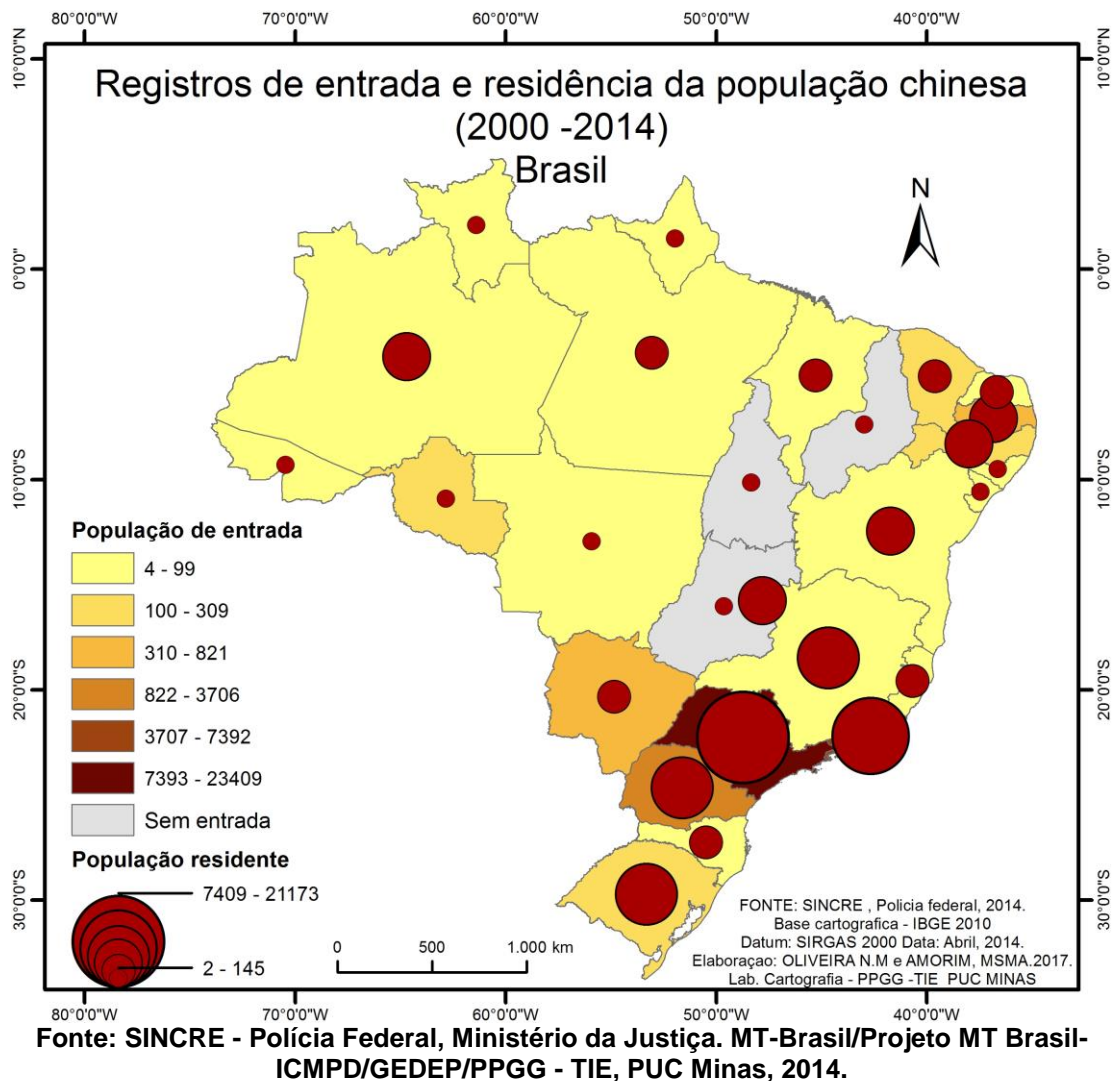 80°0'0"W 70°0'0"W 60°0'0"W 50°0'0"W 40°0'0"W
10°0'0"N 10°0'0"N
Registros de entrada e residência da população chinesa
(2000 -2014)
Brasil
N
0°0'0" 0°0'0"
10°0'0"S 10°0'0"S
População de entrada
4 - 99
100 - 309
310 - 821
822 - 3706
3707 - 7392
7393 - 23409
Sem entrada
20°0'0"S 20°0'0"S
População residente
7409 - 21173
2 - 145
30°0'0"S 30°0'0"S
0 500 1.000 km
FONTE: SINCRE , Policia federal, 2014.
Base cartografica - IBGE 2010
Datum: SIRGAS 2000 Data: Abril, 2014.
Elaboraçao: OLIVEIRA N.M e AMORIM, MSMA.2017.
Lab. Cartografia - PPGG -TIE PUC MINAS
80°0'0"W 70°0'0"W 60°0'0"W 50°0'0"W 40°0'0"W
Fonte: SINCRE - Polícia Federal, Ministério da Justiça. MT-Brasil/Projeto MT Brasil-
ICMPD/GEDEP/PPGG - TIE, PUC Minas, 2014.